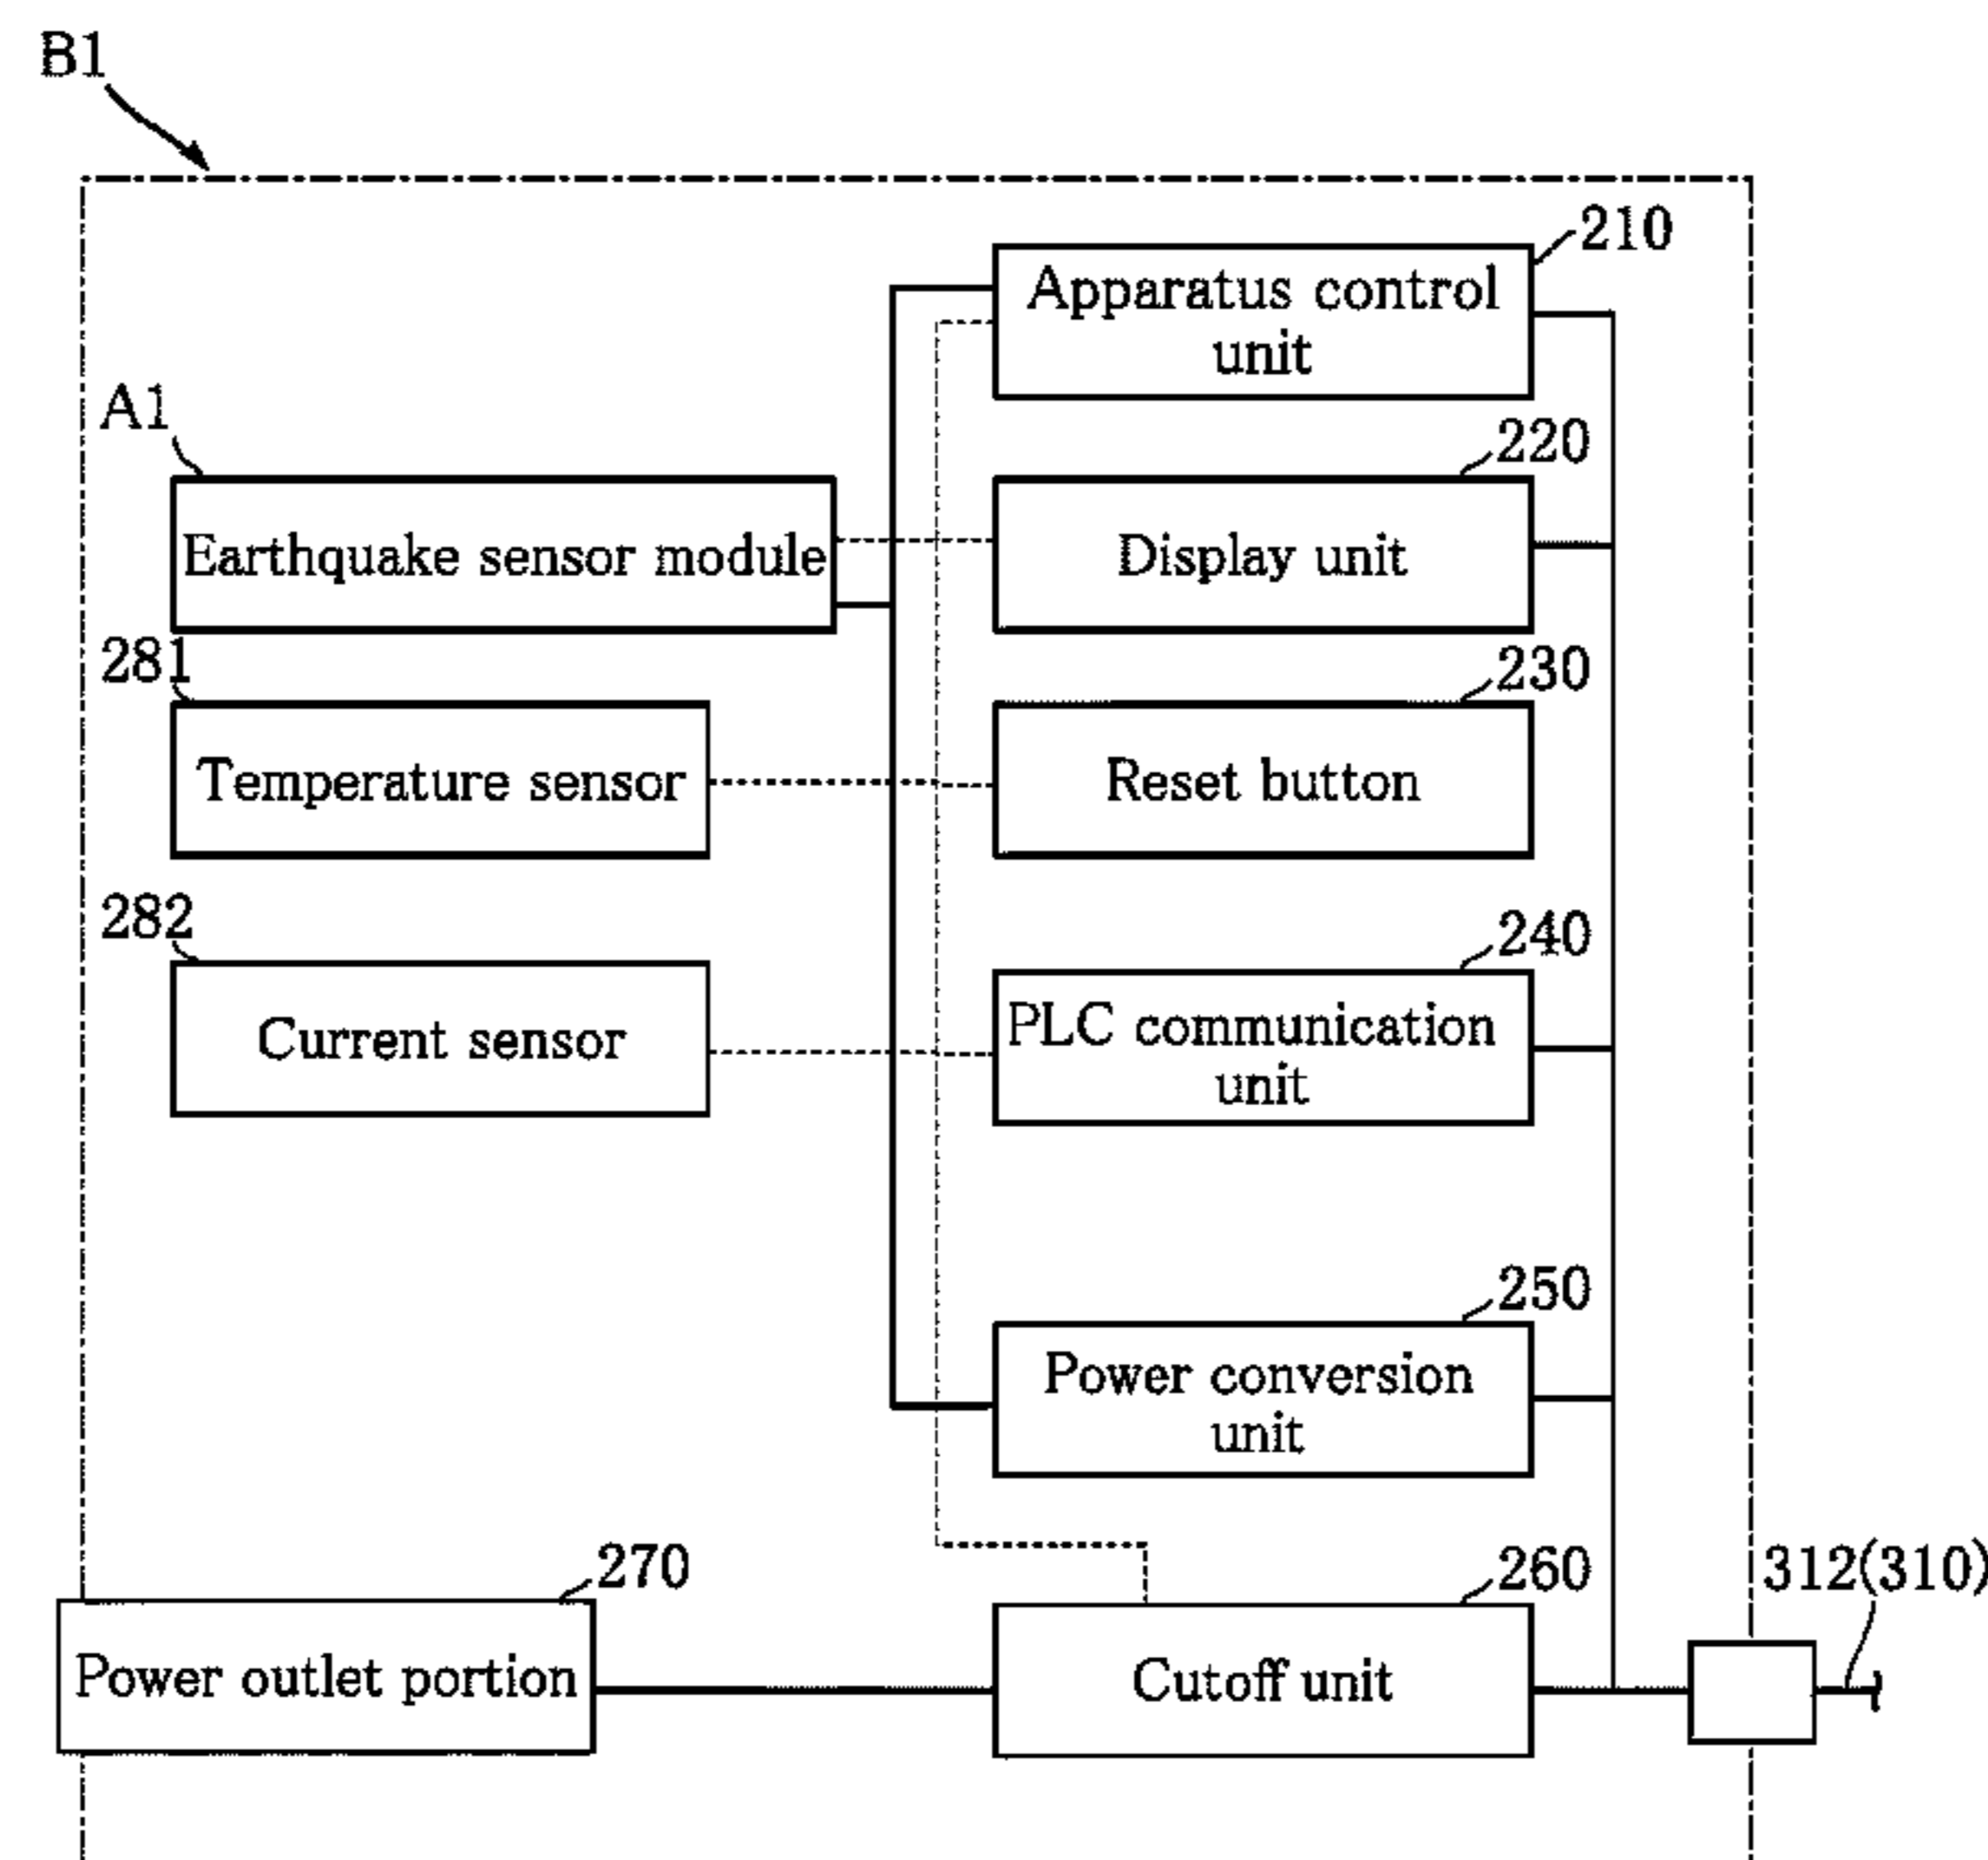 B1
210
Apparatus control
unit
A1
220
Earthquake sensor module
Display unit
281
230
Temperature sensor
Reset button
282
240
Current sensor
PLC communication
unit
250
Power conversion
unit
270
260
312(310)
Power outlet portion
Cutoff unit